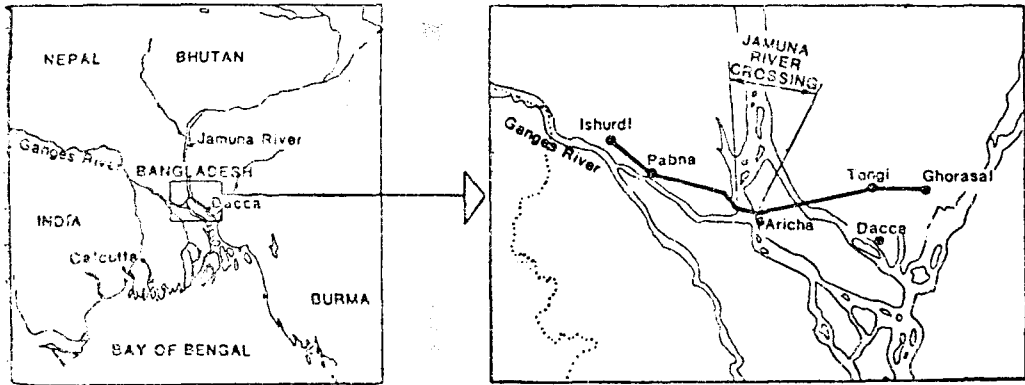 NEPAL
BHUTAN
Jamuna River
Ganges River
BANGLADESH
Dacca
INDIA
Calcutta
BURMA
BAY OF BENGAL
JAMUNA
RIVER
CROSSING
Ishurdi
Ganges River
Pabna
Tongi
Ghorasal
Aricha
Dacca